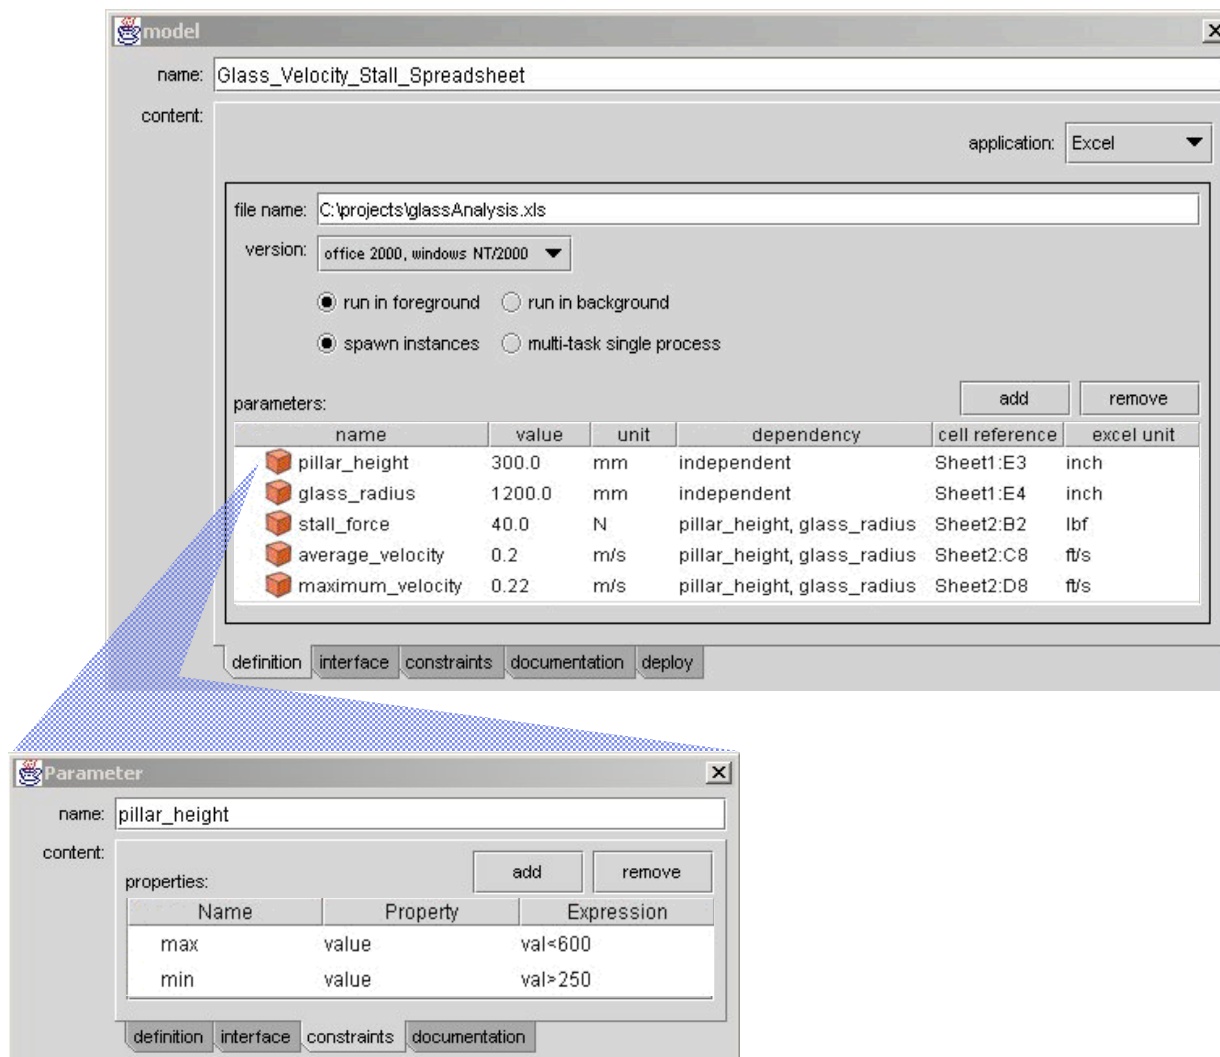 model
name: Glass_Velocity_Stall_Spreadsheet
content:
application: Excel
file name: C:\projects\glassAnalysis.xls
version: office 2000, windows NT/2000
run in foreground run in background
spawn instances multi-task single process
parameters: add remove
name value unit dependency cell reference excel unit
pillar_height 300.0 mm independent Sheet1:E3 inch
glass_radius 1200.0 mm independent Sheet1:E4 inch
stall_force 40.0 N pillar_height, glass_radius Sheet2:B2 lbf
average_velocity 0.2 m/s pillar_height, glass_radius Sheet2:C8 ft/s
maximum_velocity 0.22 m/s pillar_height, glass_radius Sheet2:D8 ft/s
definition interface constraints documentation deploy
Parameter
name: pillar_height
content:
properties: add remove
Name Property Expression
max value val<600
min value val>250
definition interface constraints documentation